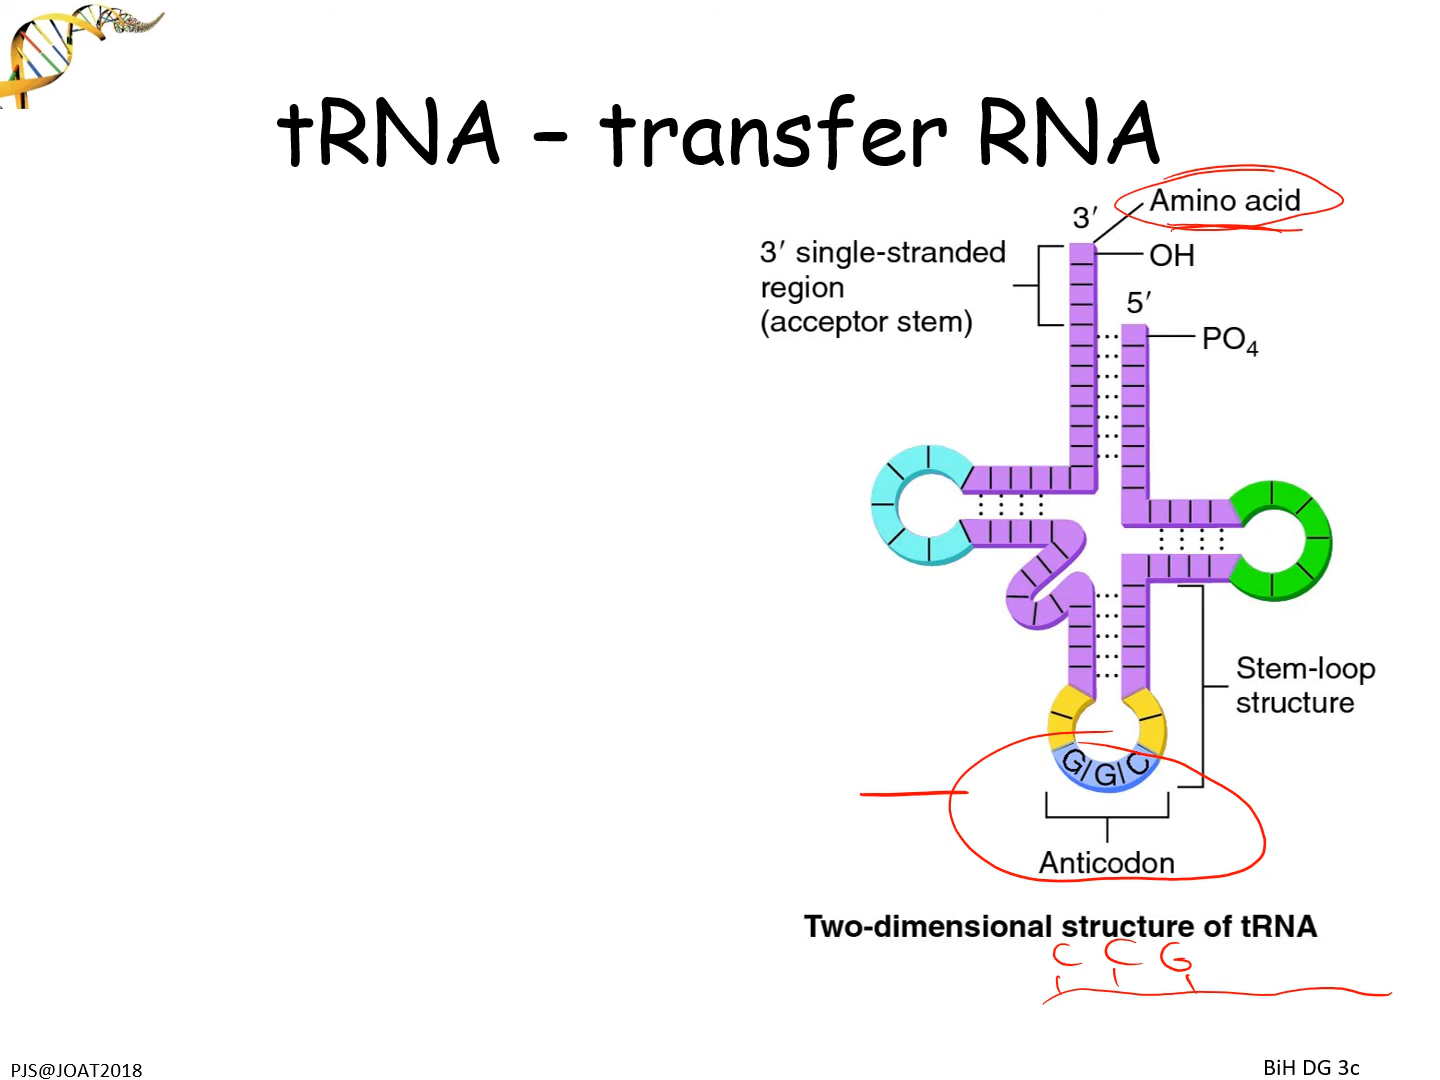 tRNA – transfer RNA
Amino acid
3′
3′ single-stranded
region
(acceptor stem)
OH
5′
PO₄
Stem-loop
structure
G G C
Anticodon
Two-dimensional structure of tRNA
C C G
PJS@JOAT2018
BiH DG 3c